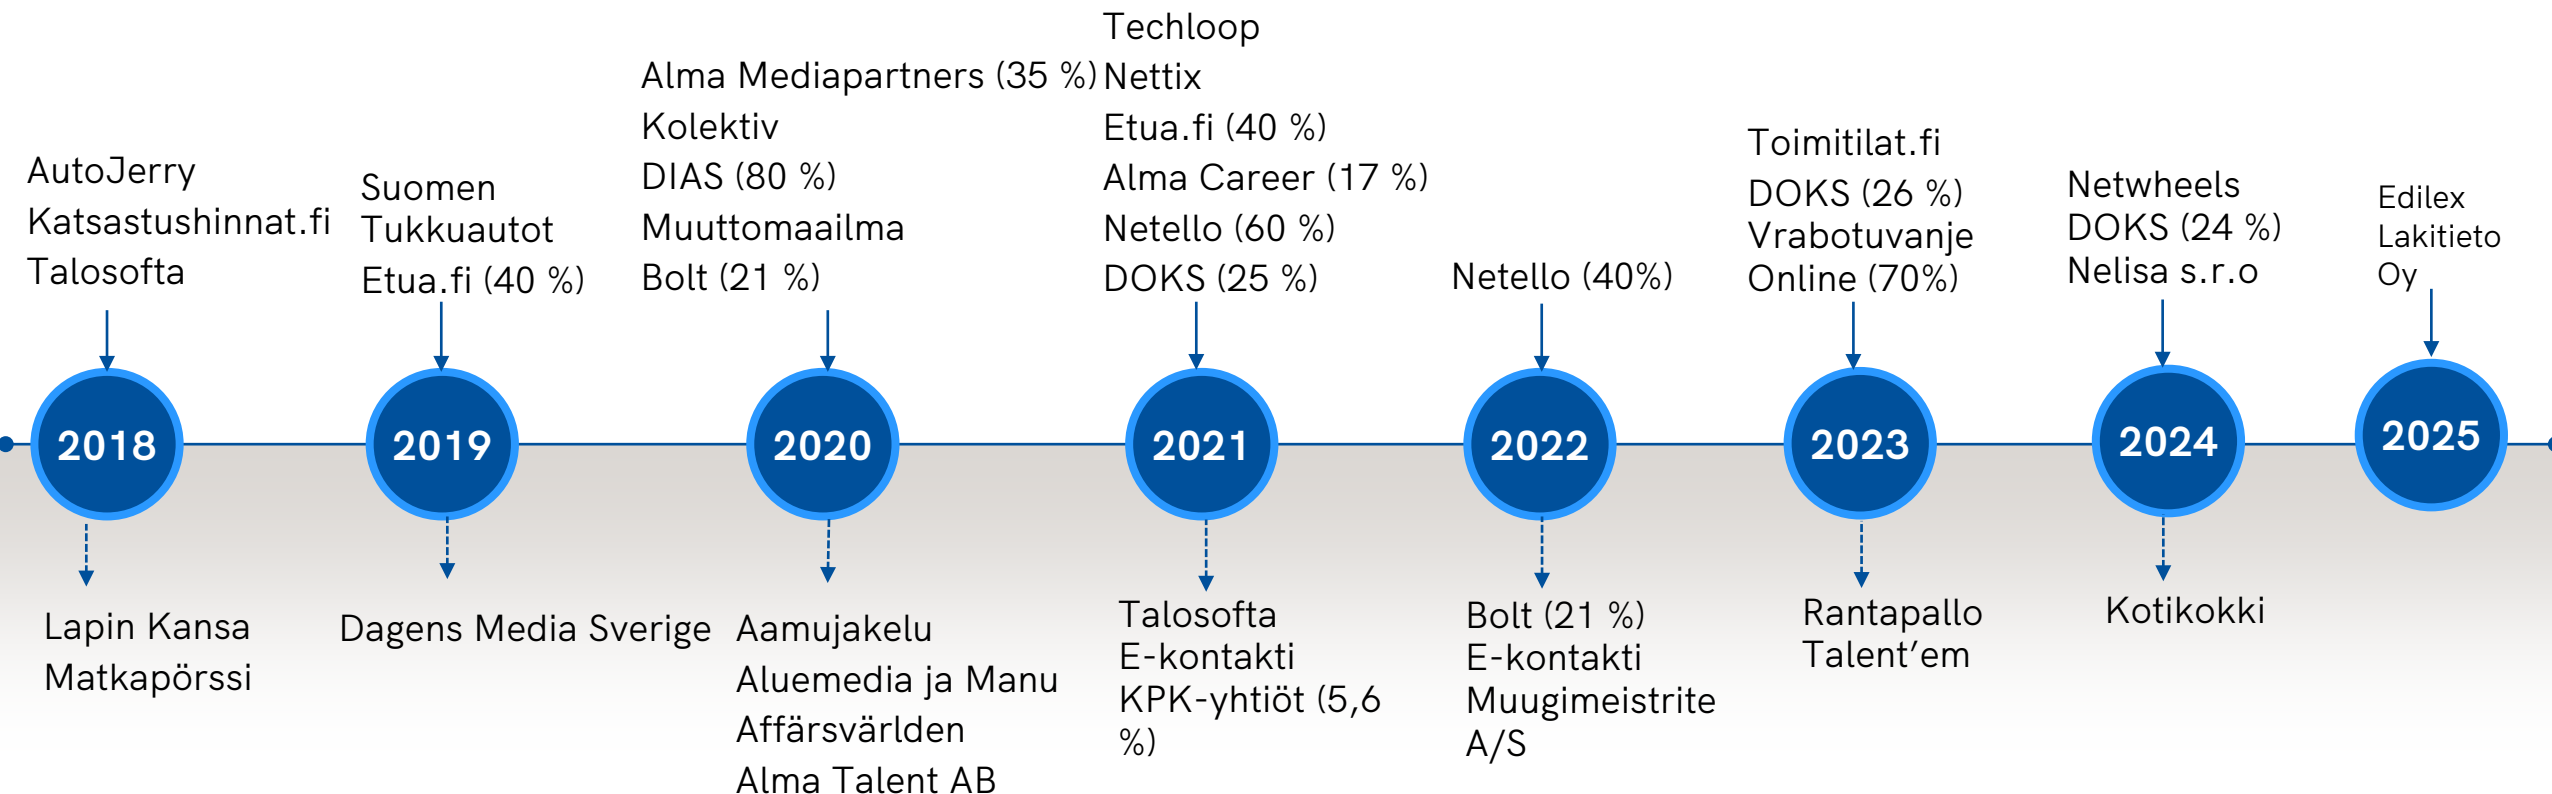 AutoJerry
Katsastushinnat.fi
Talosofta
Suomen
Tukkuautot
Etua.fi (40 %)
Alma Mediapartners (35 %)
Kolektiv
DIAS (80 %)
Muuttomaailma
Bolt (21 %)
Techloop
Nettix
Etua.fi (40 %)
Alma Career (17 %)
Netello (60 %)
DOKS (25 %)
Netello (40%)
Toimitilat.fi
DOKS (26 %)
Vrabotuvanje
Online (70%)
Netwheels
DOKS (24 %)
Nelisa s.r.o
Edilex
Lakitieto
Oy
2018
2019
2020
2021
2022
2023
2024
2025
Lapin Kansa
Matkapörssi
Dagens Media Sverige
Aamujakelu
Aluemedia ja Manu
Affärsvärlden
Alma Talent AB
Talosofta
E-kontakti
KPK-yhtiöt (5,6
%)
Bolt (21 %)
E-kontakti
Muugimeistrite
A/S
Rantapallo
Talent’em
Kotikokki